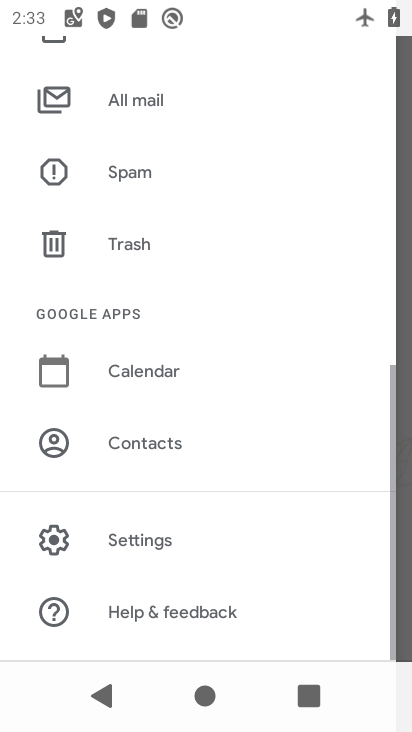 2:33
All mail
Spam
Trash
GOOGLE APPS
Calendar
Contacts
Settings
Help & feedback